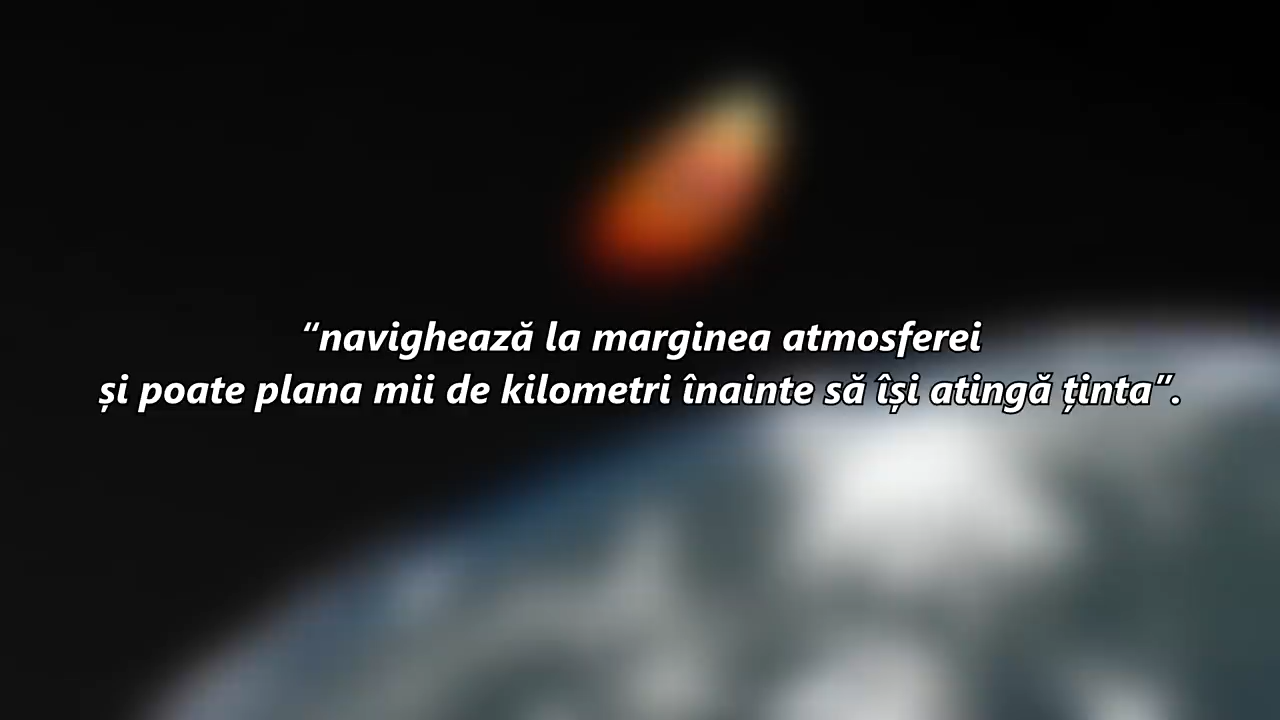 “navighează la marginea atmosferei
și poate plana mii de kilometri înainte să își atingă ținta”.